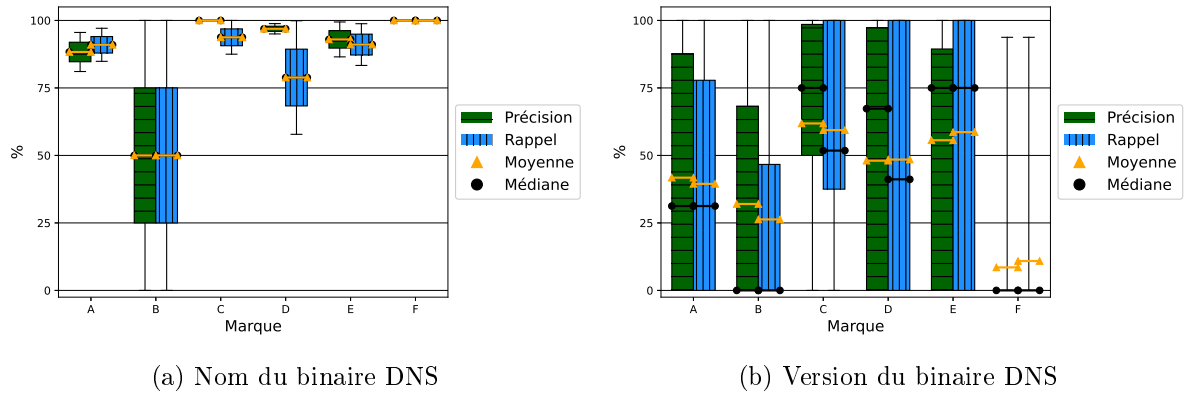 100
75
50
25
0
%
A B C D E F
Marque
Précision
Rappel
Moyenne
Médiane
(a) Nom du binaire DNS
100
75
50
25
0
%
A B C D E F
Marque
Précision
Rappel
Moyenne
Médiane
(b) Version du binaire DNS